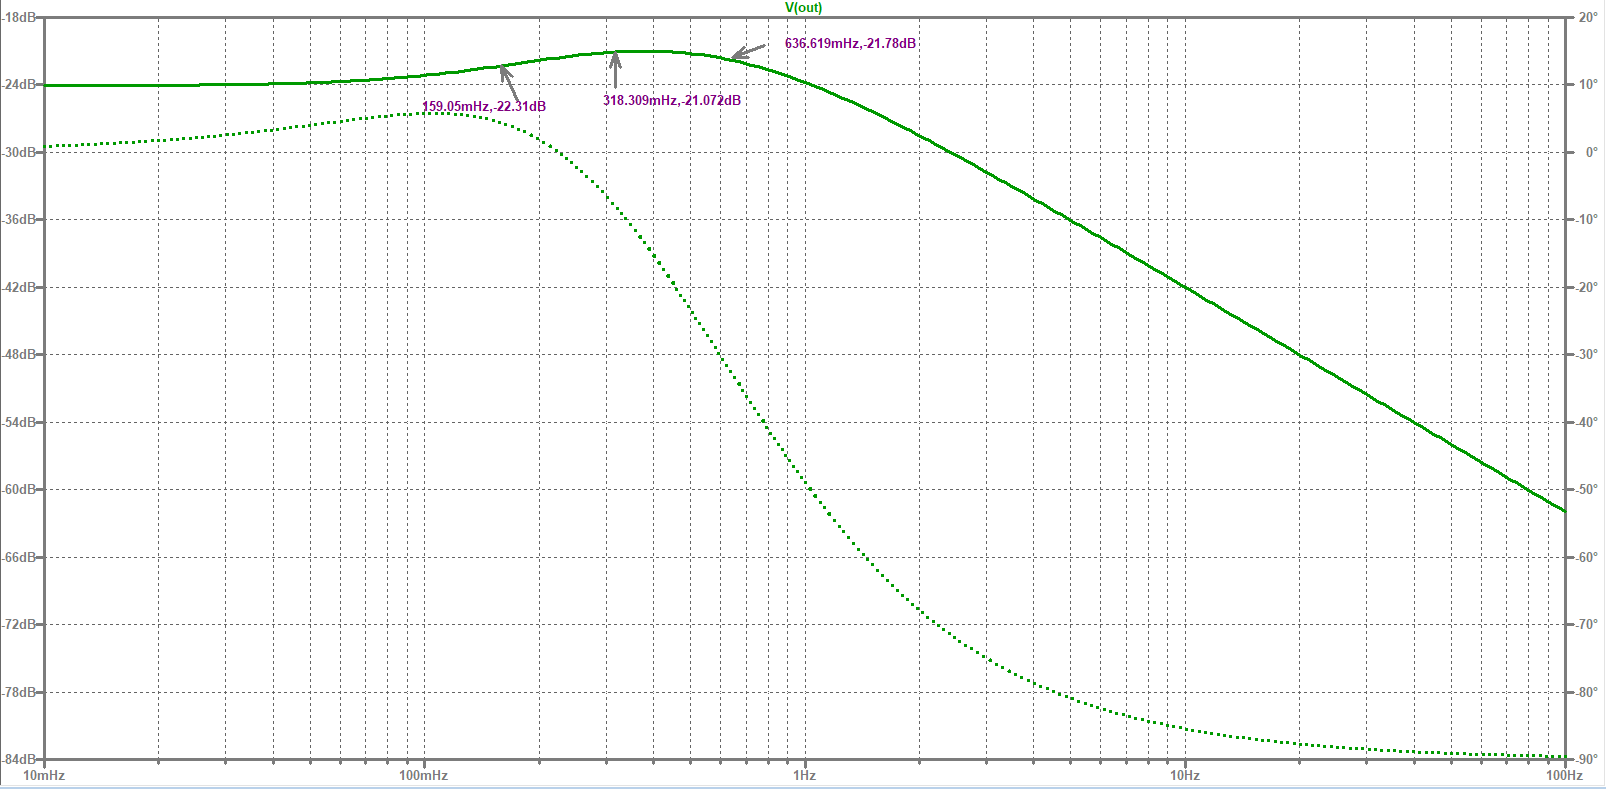 V(out)
-18dB
20°
636.619mHz,-21.78dB
-24dB
10°
159.05mHz,-22.31dB
318.309mHz,-21.072dB
-30dB
0°
-36dB
-10°
-42dB
-20°
-48dB
-30°
-54dB
-40°
-60dB
-50°
-66dB
-60°
-72dB
-70°
-78dB
-80°
-84dB
-90°
10mHz 100mHz 1Hz 10Hz 100Hz